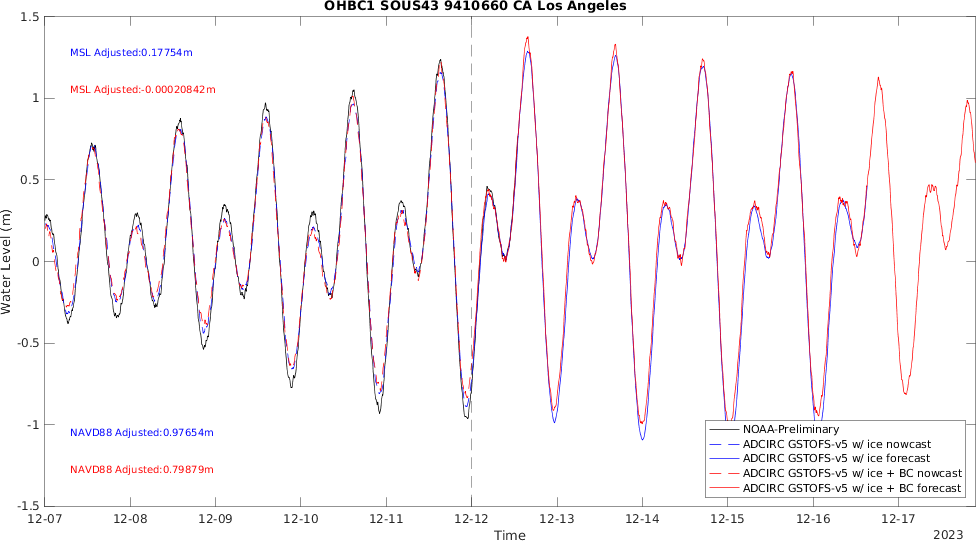 OHBC1 SOUS43 9410660 CA Los Angeles
1.5
1
0.5
0
-0.5
-1
-1.5
Water Level (m)
MSL Adjusted:0.17754m
MSL Adjusted:-0.00020842m
NAVD88 Adjusted:0.97654m
NAVD88 Adjusted:0.79879m
NOAA-Preliminary
ADCIRC GSTOFS-v5 w/ ice nowcast
ADCIRC GSTOFS-v5 w/ ice forecast
ADCIRC GSTOFS-v5 w/ ice + BC nowcast
ADCIRC GSTOFS-v5 w/ ice + BC forecast
12-07 12-08 12-09 12-10 12-11 12-12 12-13 12-14 12-15 12-16 12-17
Time
2023